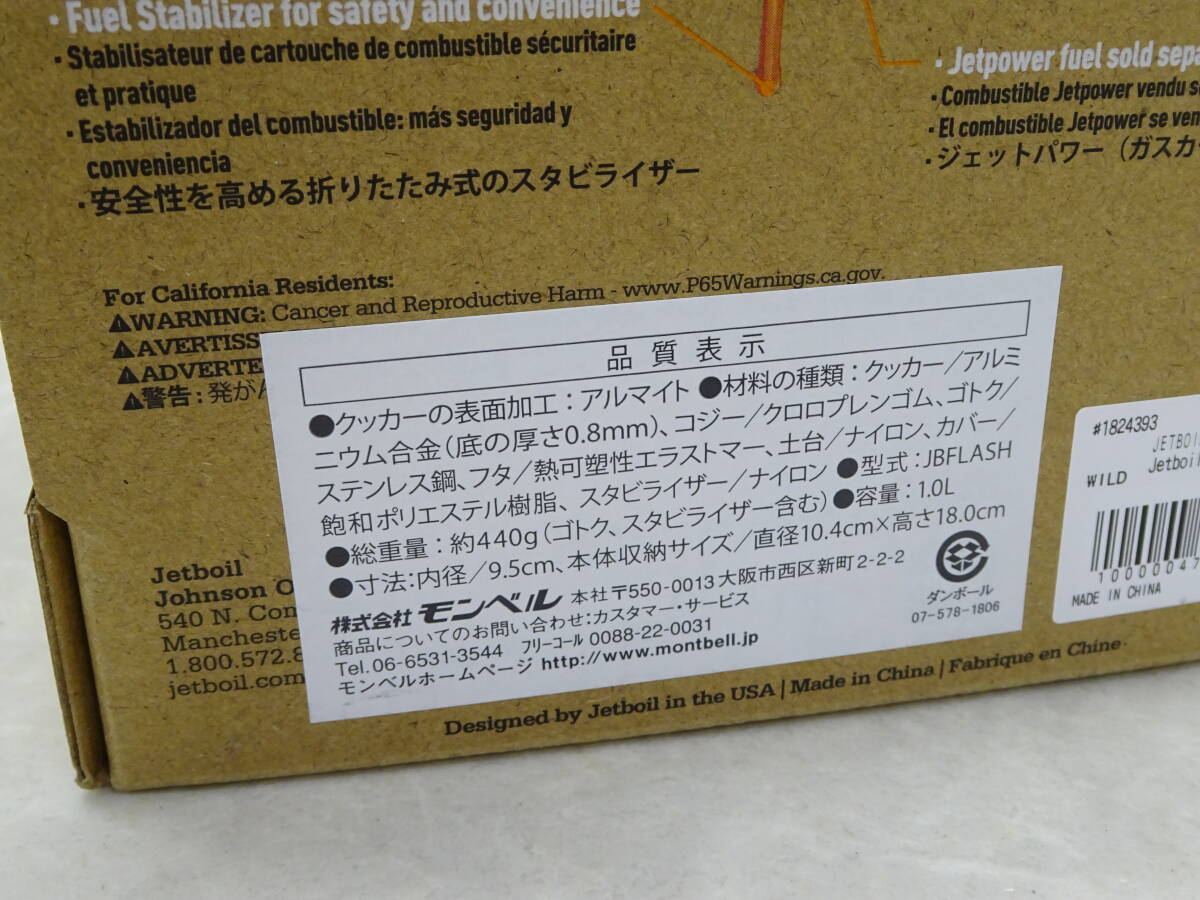 · Fuel Stabilizer for safety and convenience
· Stabilisateur de cartouche de combustible sécuritaire
et pratique
· Estabilizador del combustible: más seguridad y
conveniencia
· 安全性を高める折りたたみ式のスタビライザー
· Jetpower fuel sold
· Combustible Jetpower vendu
· El combustible Jetpower se
· ジェットパワー（ガスカ
For California Residents:
⚠WARNING: Cancer and Reproductive Harm - www.P65Warnings.ca.gov.
⚠AVERTISS
⚠ADVERTE
⚠警告: 発がん
品質表示
●クッカーの表面加工：アルマイト ●材料の種類：クッカー／アルミ
ニウム合金(底の厚さ0.8mm)、コジー／クロロプレンゴム、ゴトク／
ステンレス鋼、フタ／熱可塑性エラストマー、土台／ナイロン、カバー／
飽和ポリエステル樹脂、スタビライザー／ナイロン ●型式：JBFLASH
●総重量：約440g(ゴトク、スタビライザー含む) ●容量：1.0L
●寸法:内径／9.5cm、本体収納サイズ／直径10.4cm×高さ18.0cm
株式会社 モンベル 本社〒550-0013 大阪市西区新町2-2-2
商品についてのお問い合わせ：カスタマー・サービス
Tel.06-6531-3544 フリーコール 0088-22-0031
モンベルホームページ http://www.montbell.jp
ダンボール
07-578-1806
#1824393
JETBOI
Jetboil
WILD
10000047
MADE IN CHINA
Jetboil
Johnson O
540 N. Com
Manchester
1.800.572.8
jetboil.com
Designed by Jetboil in the USA | Made in China | Fabriqué en Chine